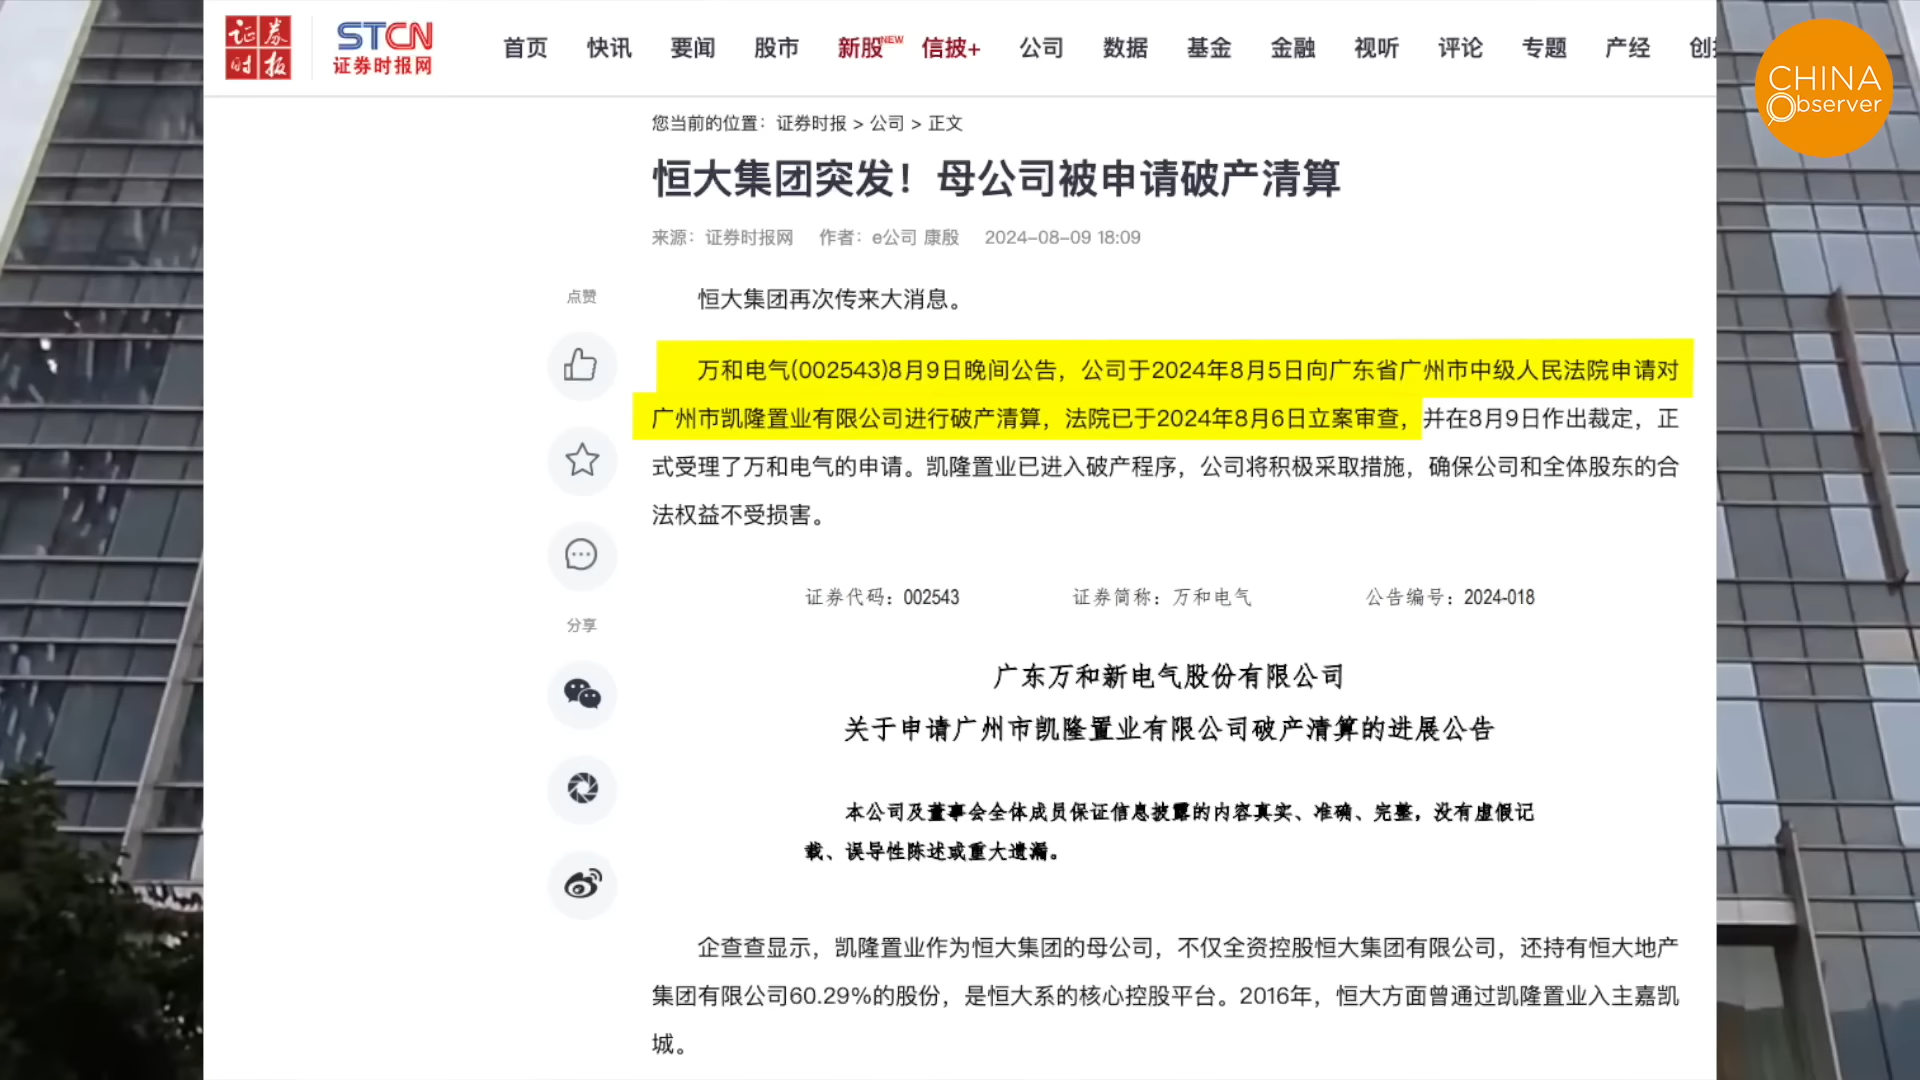 证券时报
STCN
证券时报网
首页 快讯 要闻 股市 新股NEW 信披+ 公司 数据 基金 金融 视听 评论 专题 产经
CHINA
Observer
您当前的位置：证券时报 > 公司 > 正文
恒大集团突发！母公司被申请破产清算
来源：证券时报网 作者：e公司 康殷 2024-08-09 18:09
点赞
恒大集团再次传来大消息。
万和电气(002543)8月9日晚间公告，公司于2024年8月5日向广东省广州市中级人民法院申请对
广州市凯隆置业有限公司进行破产清算，法院已于2024年8月6日立案审查，并在8月9日作出裁定，正
式受理了万和电气的申请。凯隆置业已进入破产程序，公司将积极采取措施，确保公司和全体股东的合
法权益不受损害。
分享
证券代码：002543 证券简称：万和电气 公告编号：2024-018
广东万和新电气股份有限公司
关于申请广州市凯隆置业有限公司破产清算的进展公告
本公司及董事会全体成员保证信息披露的内容真实、准确、完整，没有虚假记
载、误导性陈述或重大遗漏。
企查查显示，凯隆置业作为恒大集团的母公司，不仅全资控股恒大集团有限公司，还持有恒大地产
集团有限公司60.29%的股份，是恒大系的核心控股平台。2016年，恒大方面曾通过凯隆置业入主嘉凯
城。